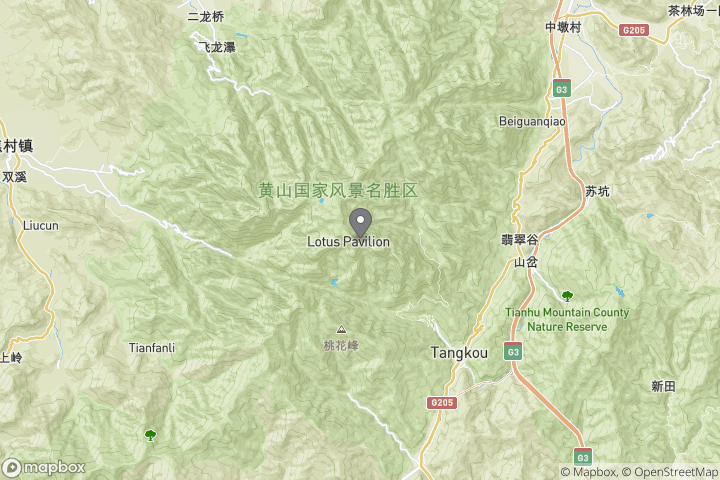 二龙桥
茶林场一
G205
中墩村
飞龙瀑
G3
Beiguanqiao
村镇
双溪
黄山国家风景名胜区
苏坑
Liucun
Lotus Pavilion
翡翠谷
山岔
Tianhu Mountain County
Nature Reserve
桃花峰
Tianfanli
Tangkou
G3
上岭
新田
G205
G3
mapbox
© Mapbox, © OpenStreetMap